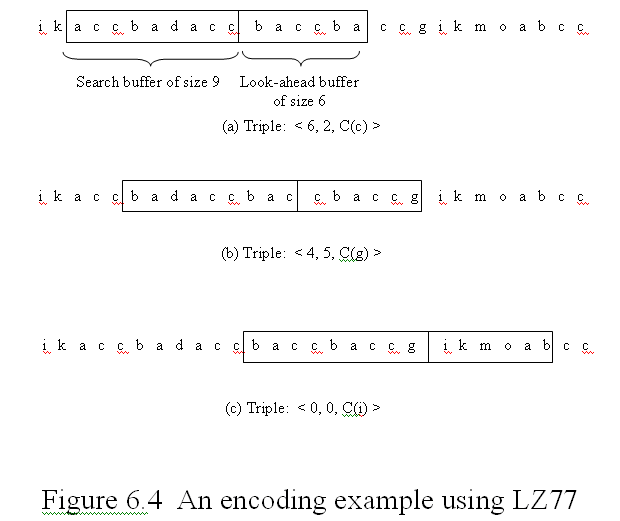 i k a c c b a d a c c b a c c b a c c g i k m o a b c c
Search buffer of size 9 Look-ahead buffer
of size 6
(a) Triple: < 6, 2, C(c) >
i k a c c b a d a c c b a c c b a c c g i k m o a b c c
(b) Triple: < 4, 5, C(g) >
i k a c c b a d a c c b a c c b a c c g i k m o a b c c
(c) Triple: < 0, 0, C(i) >
Figure 6.4 An encoding example using LZ77